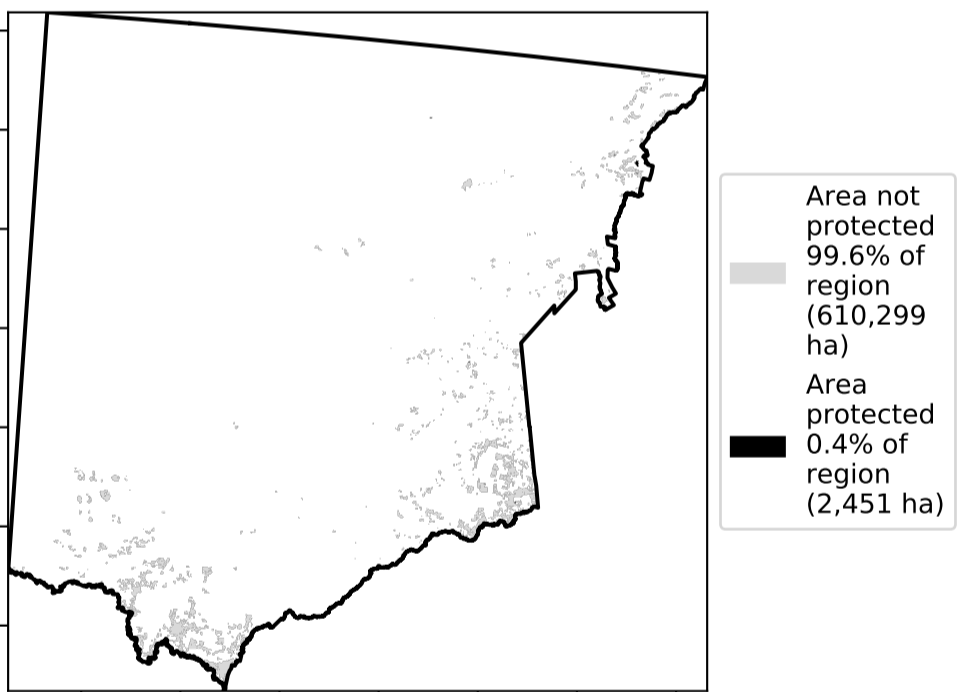 Area not
protected
99.6% of
region
(610,299
ha)
Area
protected
0.4% of
region
(2,451 ha)